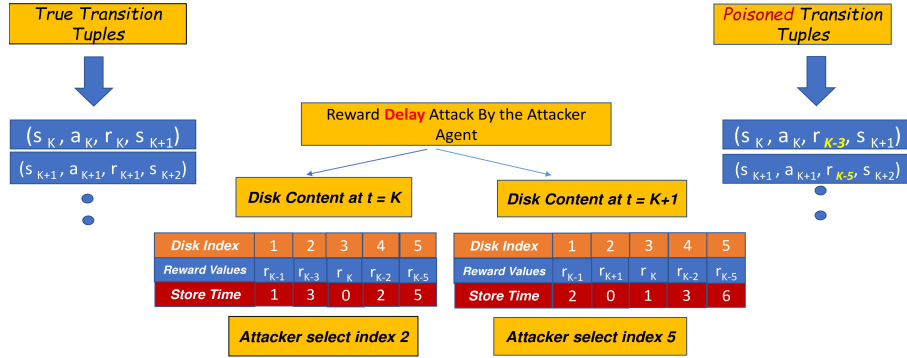 True Transition
Tuples
Poisoned Transition
Tuples
Reward Delay Attack By the Attacker
Agent
(s K , a K, r K, s K+1)
(s K+1 , a K+1, r K+1, s K+2)
(s K , a K, r K-3, s K+1)
(s K+1 , a K+1, r K-5, s K+2)
Disk Content at t = K
Disk Content at t = K+1
Disk Index 1 2 3 4 5
Reward Values r K-1 r K-3 r K r K-2 r K-5
Store Time 1 3 0 2 5
Disk Index 1 2 3 4 5
Reward Values r K-1 r K+1 r K r K-2 r K-5
Store Time 2 0 1 3 6
Attacker select index 2
Attacker select index 5